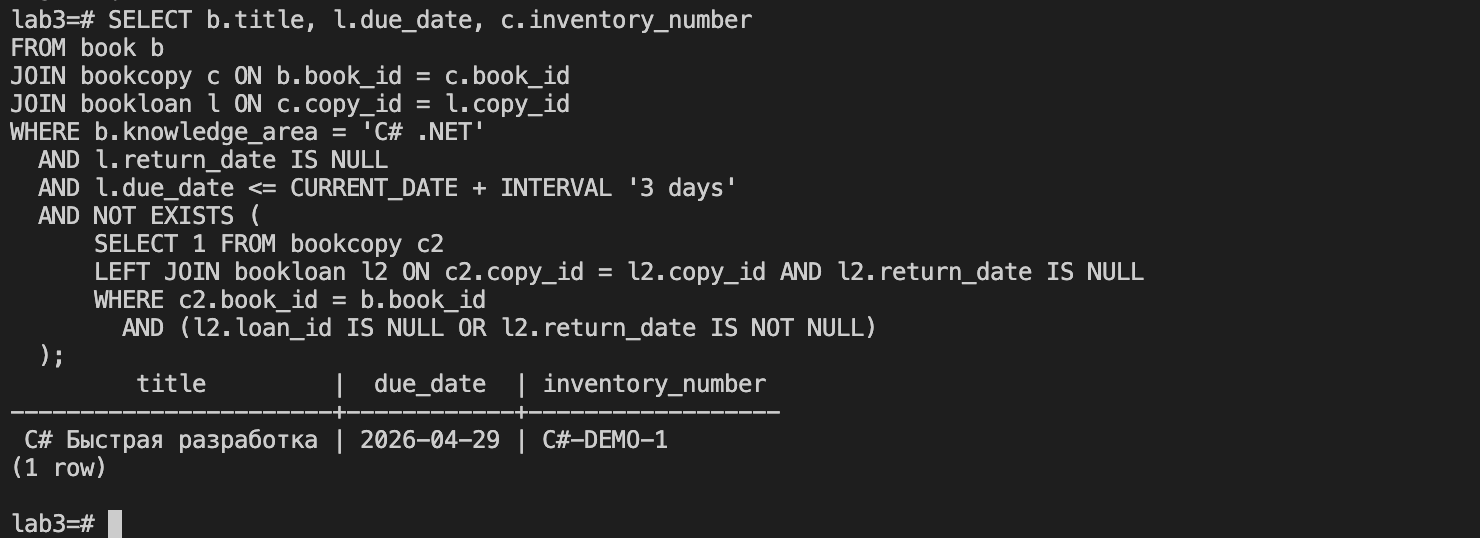 lab3=# SELECT b.title, l.due_date, c.inventory_number
FROM book b
JOIN bookcopy c ON b.book_id = c.book_id
JOIN bookloan l ON c.copy_id = l.copy_id
WHERE b.knowledge_area = 'C# .NET'
  AND l.return_date IS NULL
  AND l.due_date <= CURRENT_DATE + INTERVAL '3 days'
  AND NOT EXISTS (
      SELECT 1 FROM bookcopy c2
      LEFT JOIN bookloan l2 ON c2.copy_id = l2.copy_id AND l2.return_date IS NULL
      WHERE c2.book_id = b.book_id
        AND (l2.loan_id IS NULL OR l2.return_date IS NOT NULL)
  );
         title         |  due_date  | inventory_number
-----------------------+------------+------------------
 C# Быстрая разработка | 2026-04-29 | C#-DEMO-1
(1 row)
lab3=#